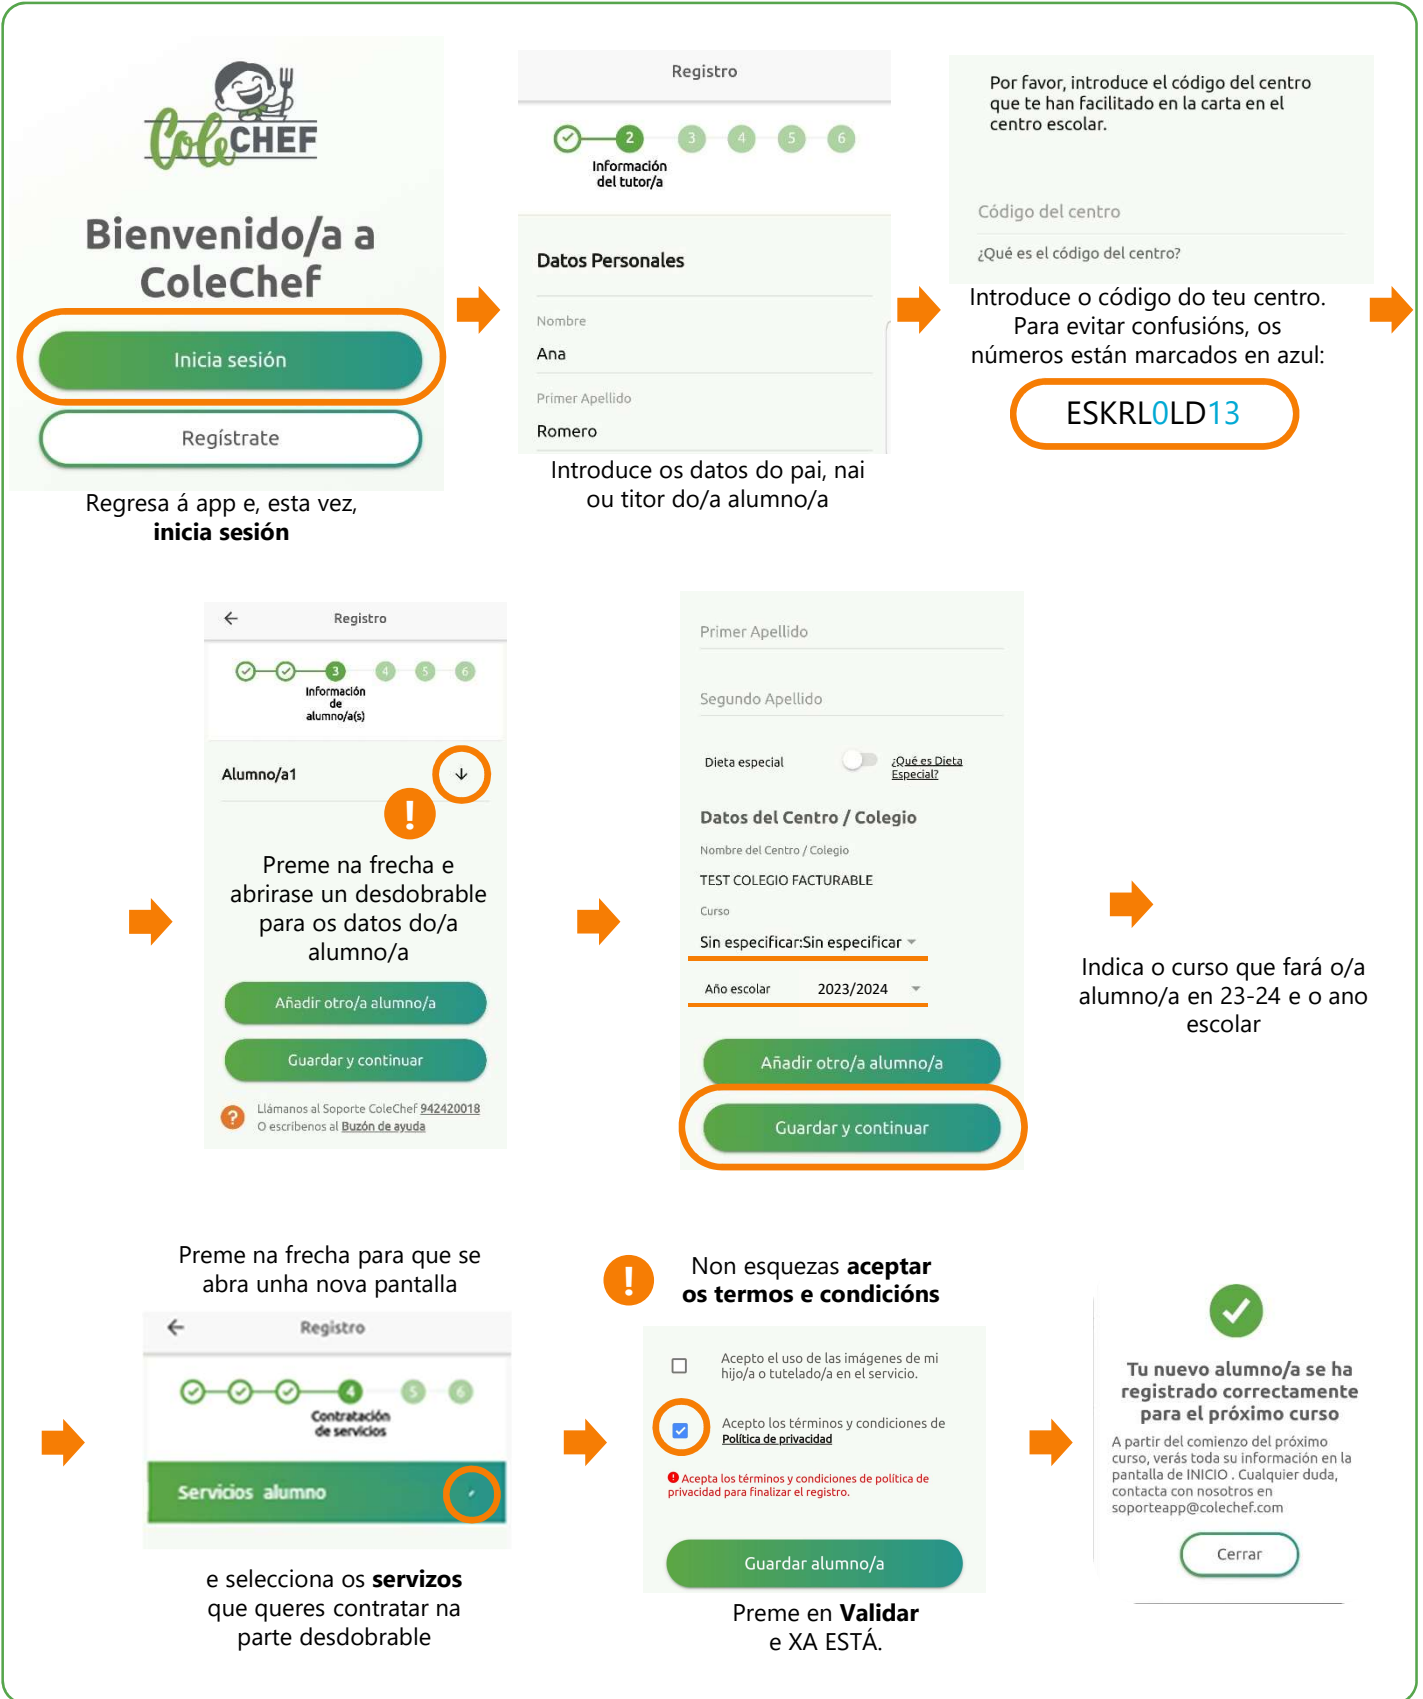 ColeCHEF
Bienvenido/a a
ColeChef
Inicia sesión
Regístrate
Regresa á app e, esta vez,
inicia sesión
Registro
2 3 4 5 6
Información
del tutor/a
Datos Personales
Nombre
Ana
Primer Apellido
Romero
Introduce os datos do pai, nai
ou titor do/a alumno/a
Por favor, introduce el código del centro
que te han facilitado en la carta en el
centro escolar.
Código del centro
¿Qué es el código del centro?
Introduce o código do teu centro.
Para evitar confusións, os
números están marcados en azul:
ESKRL0LD13
Registro
3 4 5 6
Información
de
alumno/a(s)
Alumno/a1
!
Preme na frecha e
abrirase un desdobrable
para os datos do/a
alumno/a
Añadir otro/a alumno/a
Guardar y continuar
? Llámanos al Soporte ColeChef 942420018
O escríbenos al Buzón de ayuda
Primer Apellido
Segundo Apellido
Dieta especial ¿Qué es Dieta
Especial?
Datos del Centro / Colegio
Nombre del Centro / Colegio
TEST COLEGIO FACTURABLE
Curso
Sin especificar:Sin especificar
Año escolar 2023/2024
Añadir otro/a alumno/a
Guardar y continuar
Indica o curso que fará o/a
alumno/a en 23-24 e o ano
escolar
Preme na frecha para que se
abra unha nova pantalla
Registro
4 5 6
Contratación
de servicios
Servicios alumno
e selecciona os servizos
que queres contratar na
parte desdobrable
!
Non esquezas aceptar
os termos e condicións
Acepto el uso de las imágenes de mi
hijo/a o tutelado/a en el servicio.
Acepto los términos y condiciones de
Política de privacidad
Acepta los términos y condiciones de política de
privacidad para finalizar el registro.
Guardar alumno/a
Preme en Validar
e XA ESTÁ.
Tu nuevo alumno/a se ha
registrado correctamente
para el próximo curso
A partir del comienzo del próximo
curso, verás toda su información en la
pantalla de INICIO . Cualquier duda,
contacta con nosotros en
soporteapp@colechef.com
Cerrar